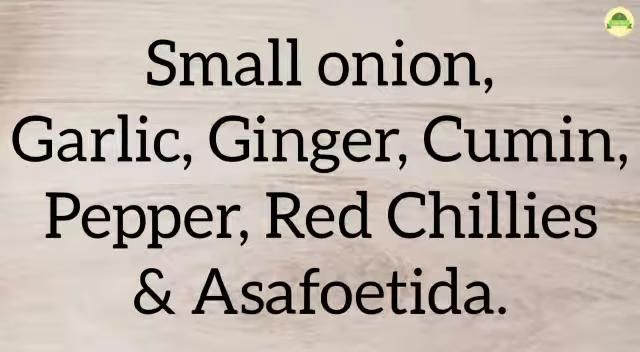 Small onion,
Garlic, Ginger, Cumin,
Pepper, Red Chillies
& Asafoetida.